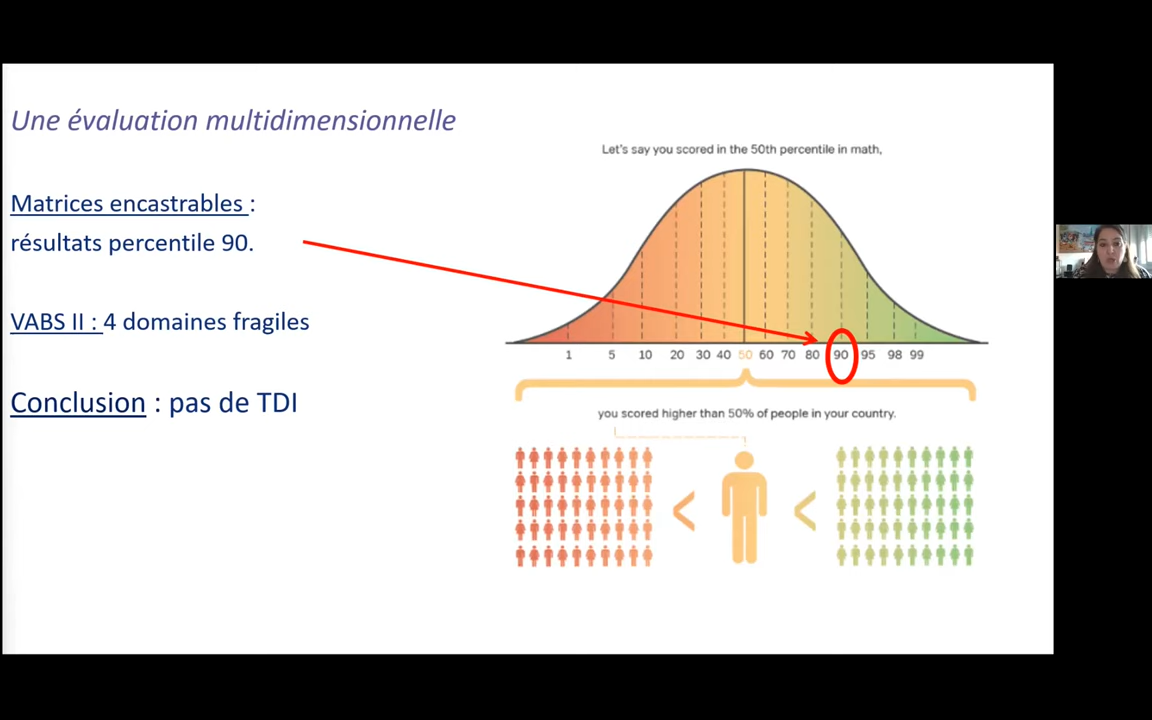 Une évaluation multidimensionnelle
Let's say you scored in the 50th percentile in math,
Matrices encastrables :
résultats percentile 90.
VABS II : 4 domaines fragiles
1 5 10 20 30 40 50 60 70 80 90 95 98 99
Conclusion : pas de TDI
you scored higher than 50% of people in your country.
< <